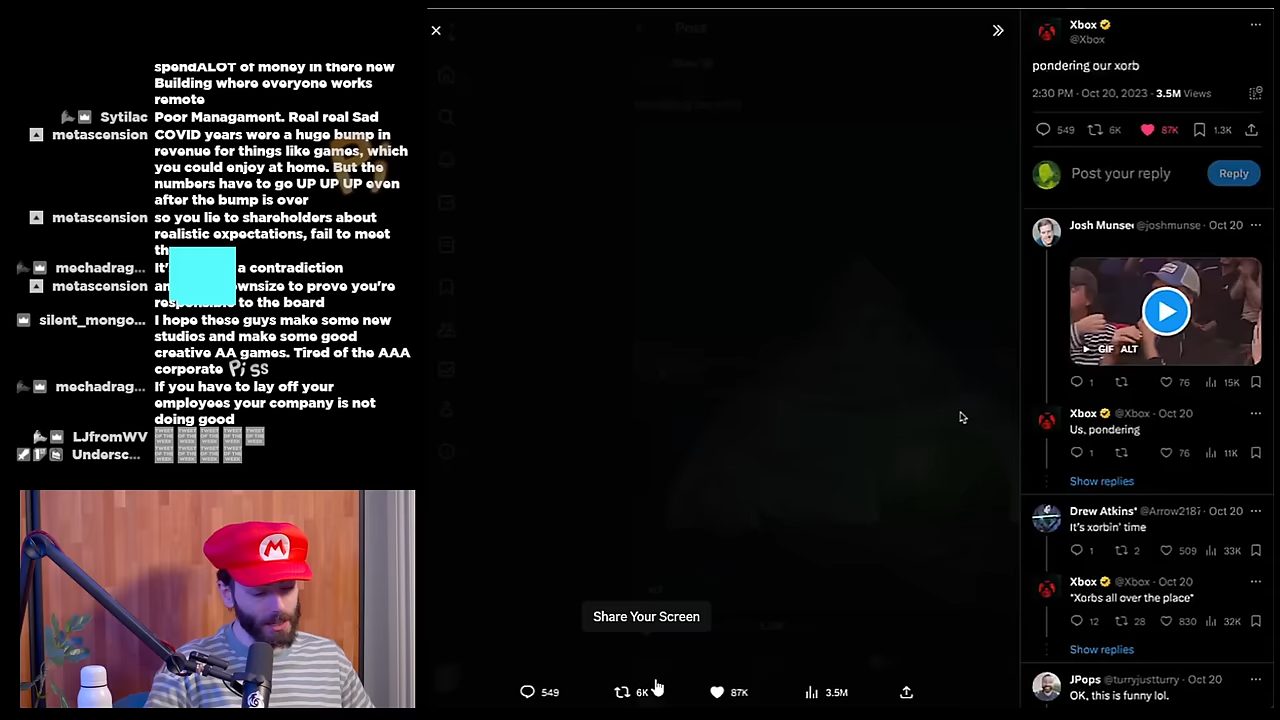 spendALOT of money in there new
Building where everyone works
remote
Sytilac Poor Managament. Real real Sad
metascension COVID years were a huge bump in
revenue for things like games, which
you could enjoy at home. But the
numbers have to go UP UP UP even
after the bump is over
metascension so you lie to shareholders about
realistic expectations, fail to meet
th
mechadrag... It' a contradiction
metascension an wnsize to prove you're
to the board
silent_mongo... I hope these guys make some new
studios and make some good
creative AA games. Tired of the AAA
corporate Piss
mechadrag... If you have to lay off your
employees your company is not
doing good
LJfromWV
Undersc...
M
Share Your Screen
549 6K 87K 3.5M
Xbox
@Xbox
pondering our xorb
2:30 PM · Oct 20, 2023 · 3.5M Views
549 6K 87K 1.3K
Post your reply Reply
Josh Munse @joshmunse · Oct 20
GIF ALT
1 76 15K
Xbox @Xbox · Oct 20
Us, pondering
1 76 11K
Show replies
Drew Atkins @Arrow2187 · Oct 20
It's xorbin' time
1 2 509 33K
Xbox @Xbox · Oct 20
*Xorbs all over the place*
12 28 830 32K
Show replies
JPops @turryjustturry · Oct 20
OK, this is funny lol.